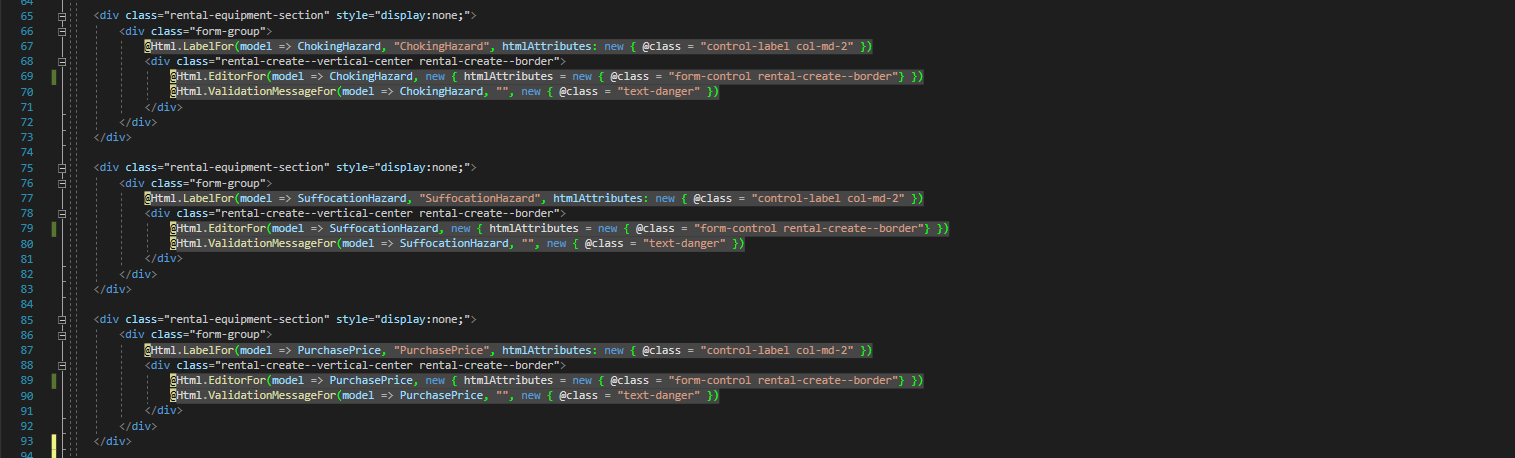 64
65 <div class="rental-equipment-section" style="display:none;">
66 <div class="form-group">
67 @Html.LabelFor(model => ChokingHazard, "ChokingHazard", htmlAttributes: new { @class = "control-label col-md-2" })
68 <div class="rental-create--vertical-center rental-create--border">
69 @Html.EditorFor(model => ChokingHazard, new { htmlAttributes = new { @class = "form-control rental-create--border"} })
70 @Html.ValidationMessageFor(model => ChokingHazard, "", new { @class = "text-danger" })
71 </div>
72 </div>
73 </div>
74
75 <div class="rental-equipment-section" style="display:none;">
76 <div class="form-group">
77 @Html.LabelFor(model => SuffocationHazard, "SuffocationHazard", htmlAttributes: new { @class = "control-label col-md-2" })
78 <div class="rental-create--vertical-center rental-create--border">
79 @Html.EditorFor(model => SuffocationHazard, new { htmlAttributes = new { @class = "form-control rental-create--border"} })
80 @Html.ValidationMessageFor(model => SuffocationHazard, "", new { @class = "text-danger" })
81 </div>
82 </div>
83 </div>
84
85 <div class="rental-equipment-section" style="display:none;">
86 <div class="form-group">
87 @Html.LabelFor(model => PurchasePrice, "PurchasePrice", htmlAttributes: new { @class = "control-label col-md-2" })
88 <div class="rental-create--vertical-center rental-create--border">
89 @Html.EditorFor(model => PurchasePrice, new { htmlAttributes = new { @class = "form-control rental-create--border"} })
90 @Html.ValidationMessageFor(model => PurchasePrice, "", new { @class = "text-danger" })
91 </div>
92 </div>
93 </div>
94